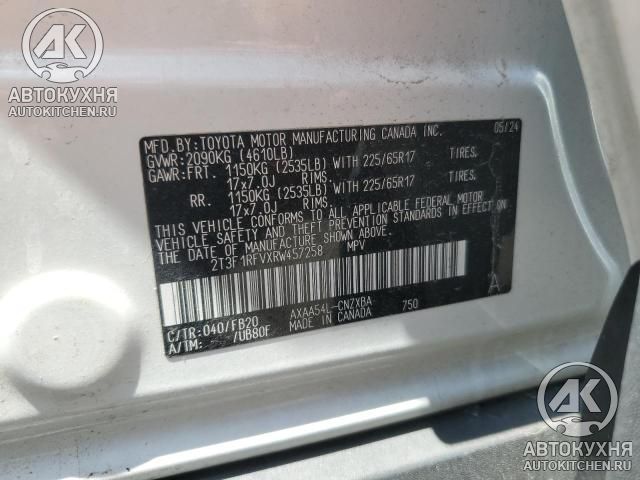 АВТОКУХНЯ
AUTOKITCHEN.RU
MFD.BY:TOYOTA MOTOR MANUFACTURING CANADA INC. 05/24
GVWR:2090KG (4610LB)
GAWR:FRT. 1150KG (2535LB) WITH 225/65R17 TIRES.
17x7.0J RIMS.
RR. 1150KG (2535LB) WITH 225/65R17 TIRES.
17x7.0J RIMS.
THIS VEHICLE CONFORMS TO ALL APPLICABLE FEDERAL MOTOR
VEHICLE SAFETY AND THEFT PREVENTION STANDARDS IN EFFECT
ON THE DATE OF MANUFACTURE SHOWN ABOVE.
2T3F1RFVXRW457258 MPV
A
C/TR:040/FB20 AXAA54L-CNZXBA 750
A/TM: /UB80F MADE IN CANADA
АК
АВТОКУХНЯ
AUTOKITCHEN.RU